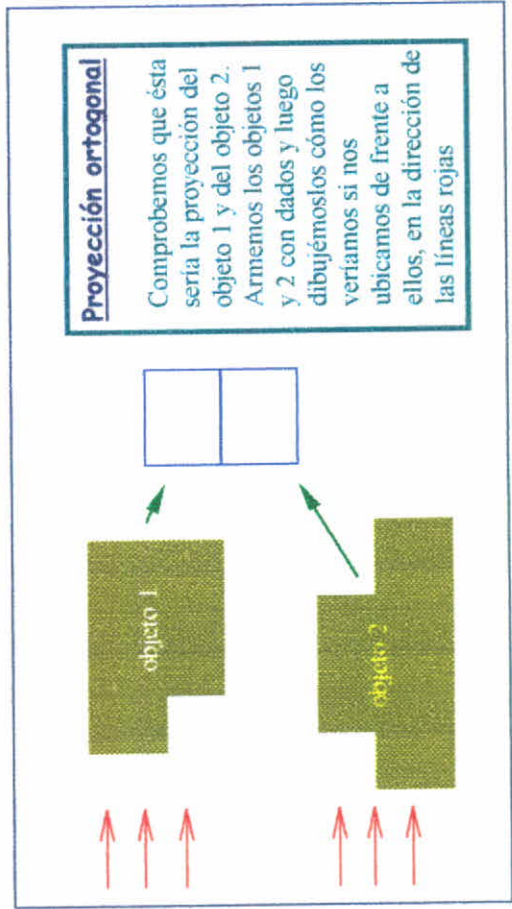 Proyección ortogonal
Comprobemos que ésta
sería la proyección del
objeto 1 y del objeto 2.
Armemos los objetos 1
y 2 con dados y luego
dibujémoslos cómo los
veríamos si nos
ubicamos de frente a
ellos, en la dirección de
las líneas rojas
objeto 1
objeto 2